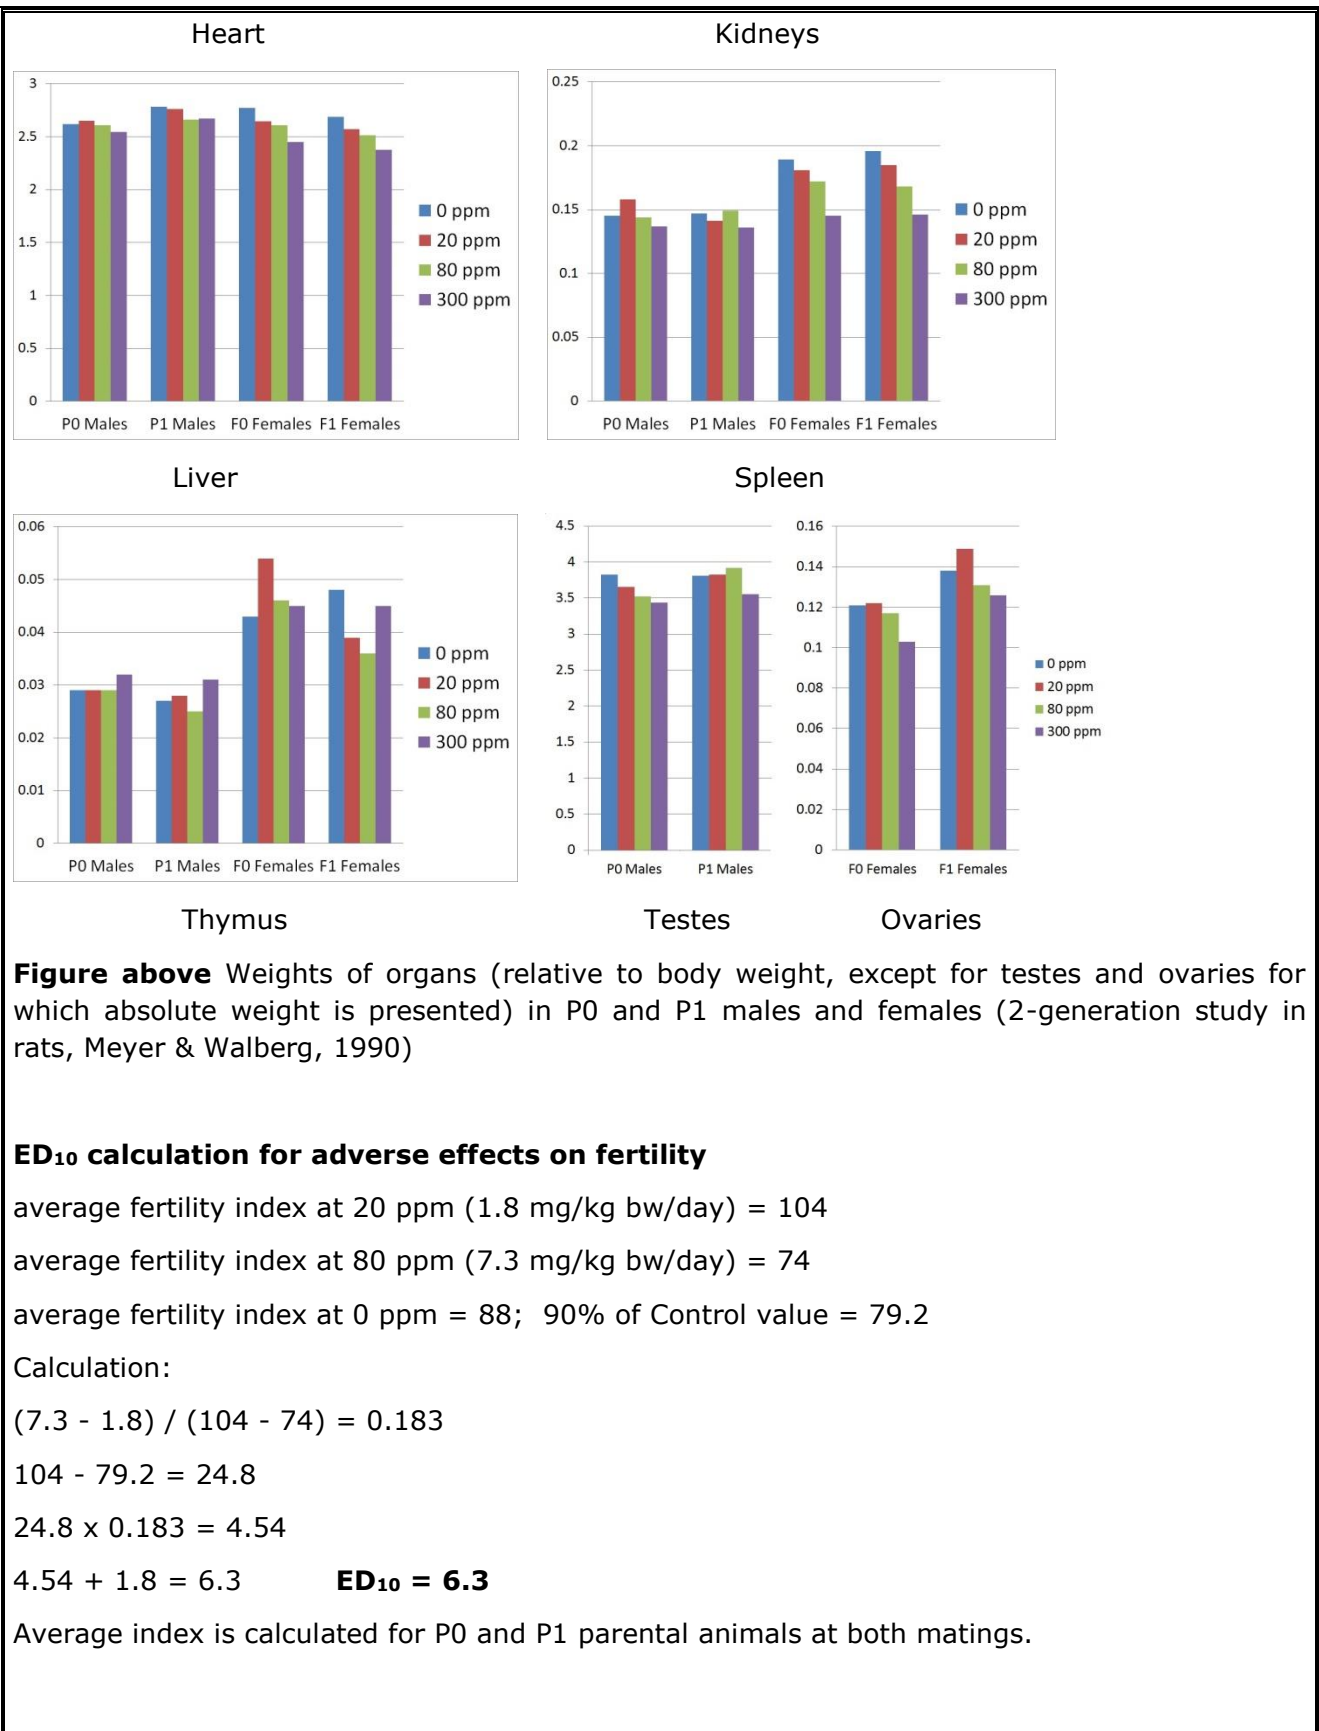 Heart Kidneys
3
2.5
2
1.5
1
0.5
0
P0 Males P1 Males F0 Females F1 Females
0 ppm
20 ppm
80 ppm
300 ppm
0.25
0.2
0.15
0.1
0.05
0
P0 Males P1 Males F0 Females F1 Females
0 ppm
20 ppm
80 ppm
300 ppm
Liver Spleen
0.06
0.05
0.04
0.03
0.02
0.01
0
P0 Males P1 Males F0 Females F1 Females
0 ppm
20 ppm
80 ppm
300 ppm
4.5
4
3.5
3
2.5
2
1.5
1
0.5
0
P0 Males P1 Males
0.16
0.14
0.12
0.1
0.08
0.06
0.04
0.02
0
F0 Females F1 Females
0 ppm
20 ppm
80 ppm
300 ppm
Thymus Testes Ovaries
Figure above Weights of organs (relative to body weight, except for testes and ovaries for
which absolute weight is presented) in P0 and P1 males and females (2-generation study in
rats, Meyer & Walberg, 1990)
ED₁₀ calculation for adverse effects on fertility
average fertility index at 20 ppm (1.8 mg/kg bw/day) = 104
average fertility index at 80 ppm (7.3 mg/kg bw/day) = 74
average fertility index at 0 ppm = 88; 90% of Control value = 79.2
Calculation:
(7.3 - 1.8) / (104 - 74) = 0.183
104 - 79.2 = 24.8
24.8 x 0.183 = 4.54
4.54 + 1.8 = 6.3 ED₁₀ = 6.3
Average index is calculated for P0 and P1 parental animals at both matings.